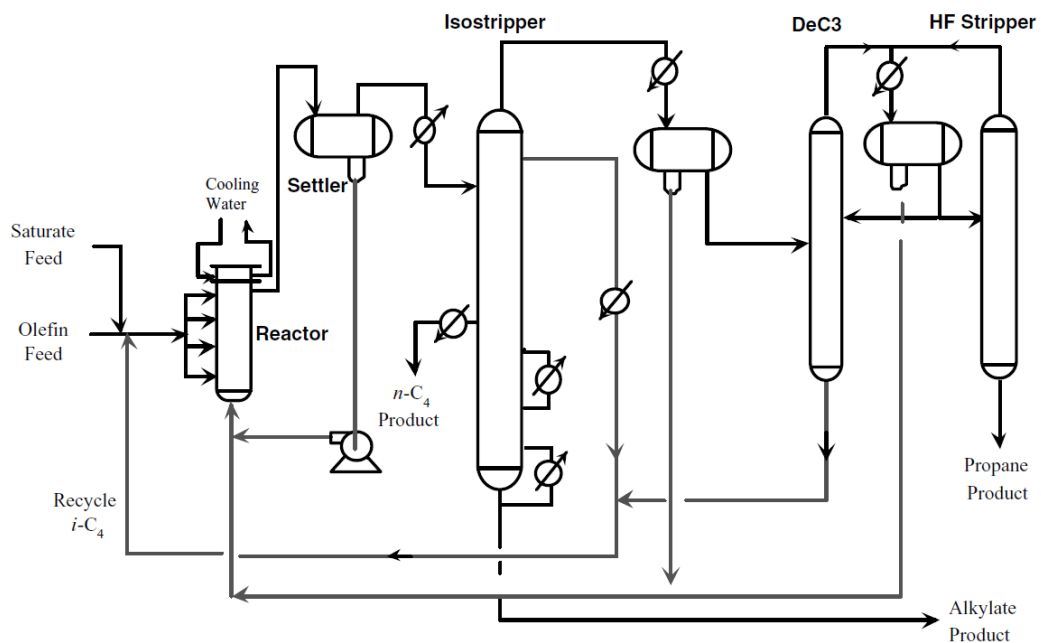 Isostripper
DeC3
HF Stripper
Settler
Cooling
Water
Saturate
Feed
Olefin
Feed
Reactor
n-C₄
Product
Recycle
i-C₄
Propane
Product
Alkylate
Product